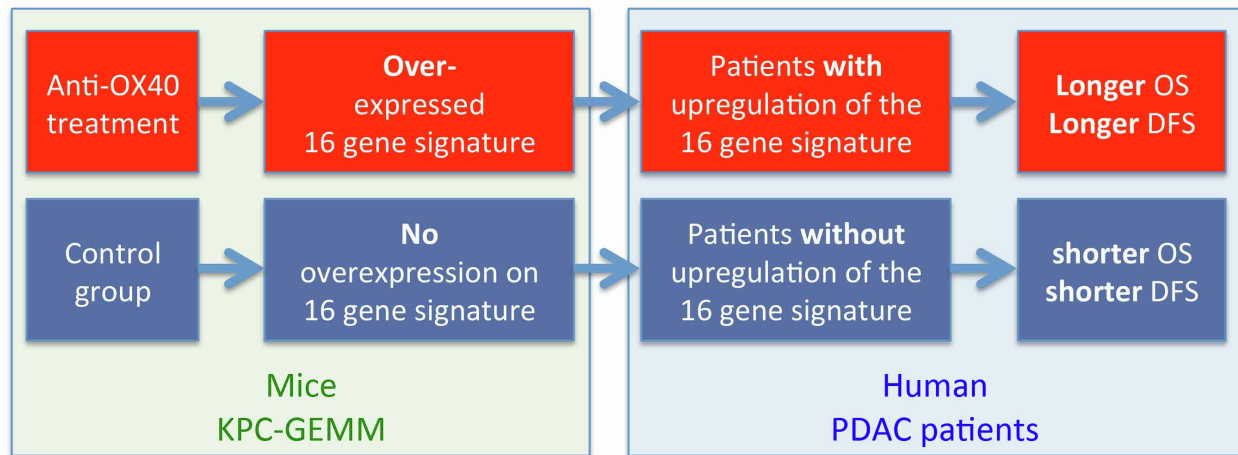 Anti-OX40
treatment
Over-
expressed
16 gene signature
Patients with
upregulation of the
16 gene signature
Longer OS
Longer DFS
Control
group
No
overexpression on
16 gene signature
Patients without
upregulation of the
16 gene signature
shorter OS
shorter DFS
Mice
KPC-GEMM
Human
PDAC patients